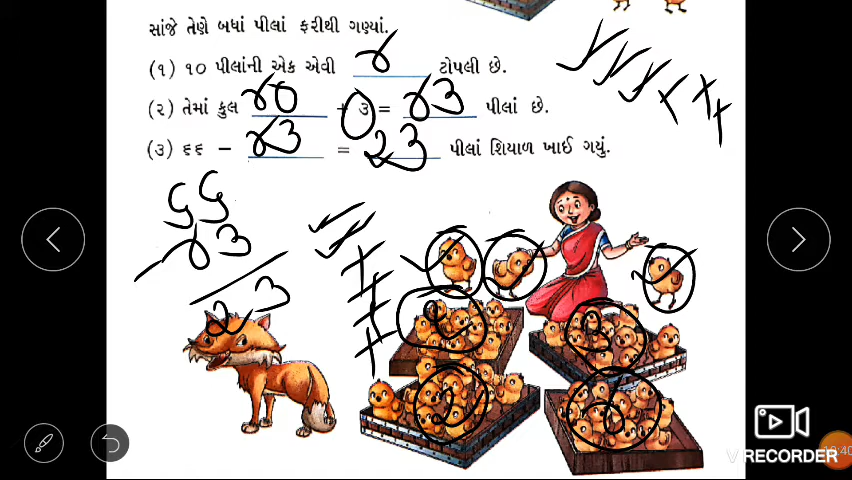 સાંજે તેણે બધાં પીલાં ફરીથી ગણ્યાં.
(૧) ૧૦ પીલાંની એક એવી ૪ ટોપલી છે.
(૨) તેમાં કુલ ૪૦ + ૩ = ૪૩ પીલાં છે.
(૩) ૬૬ − ૪૩ = ૨૩ પીલાં શિયાળ ખાઈ ગયું.
૬૬
- ૪૩
૨૩
V RECORDER